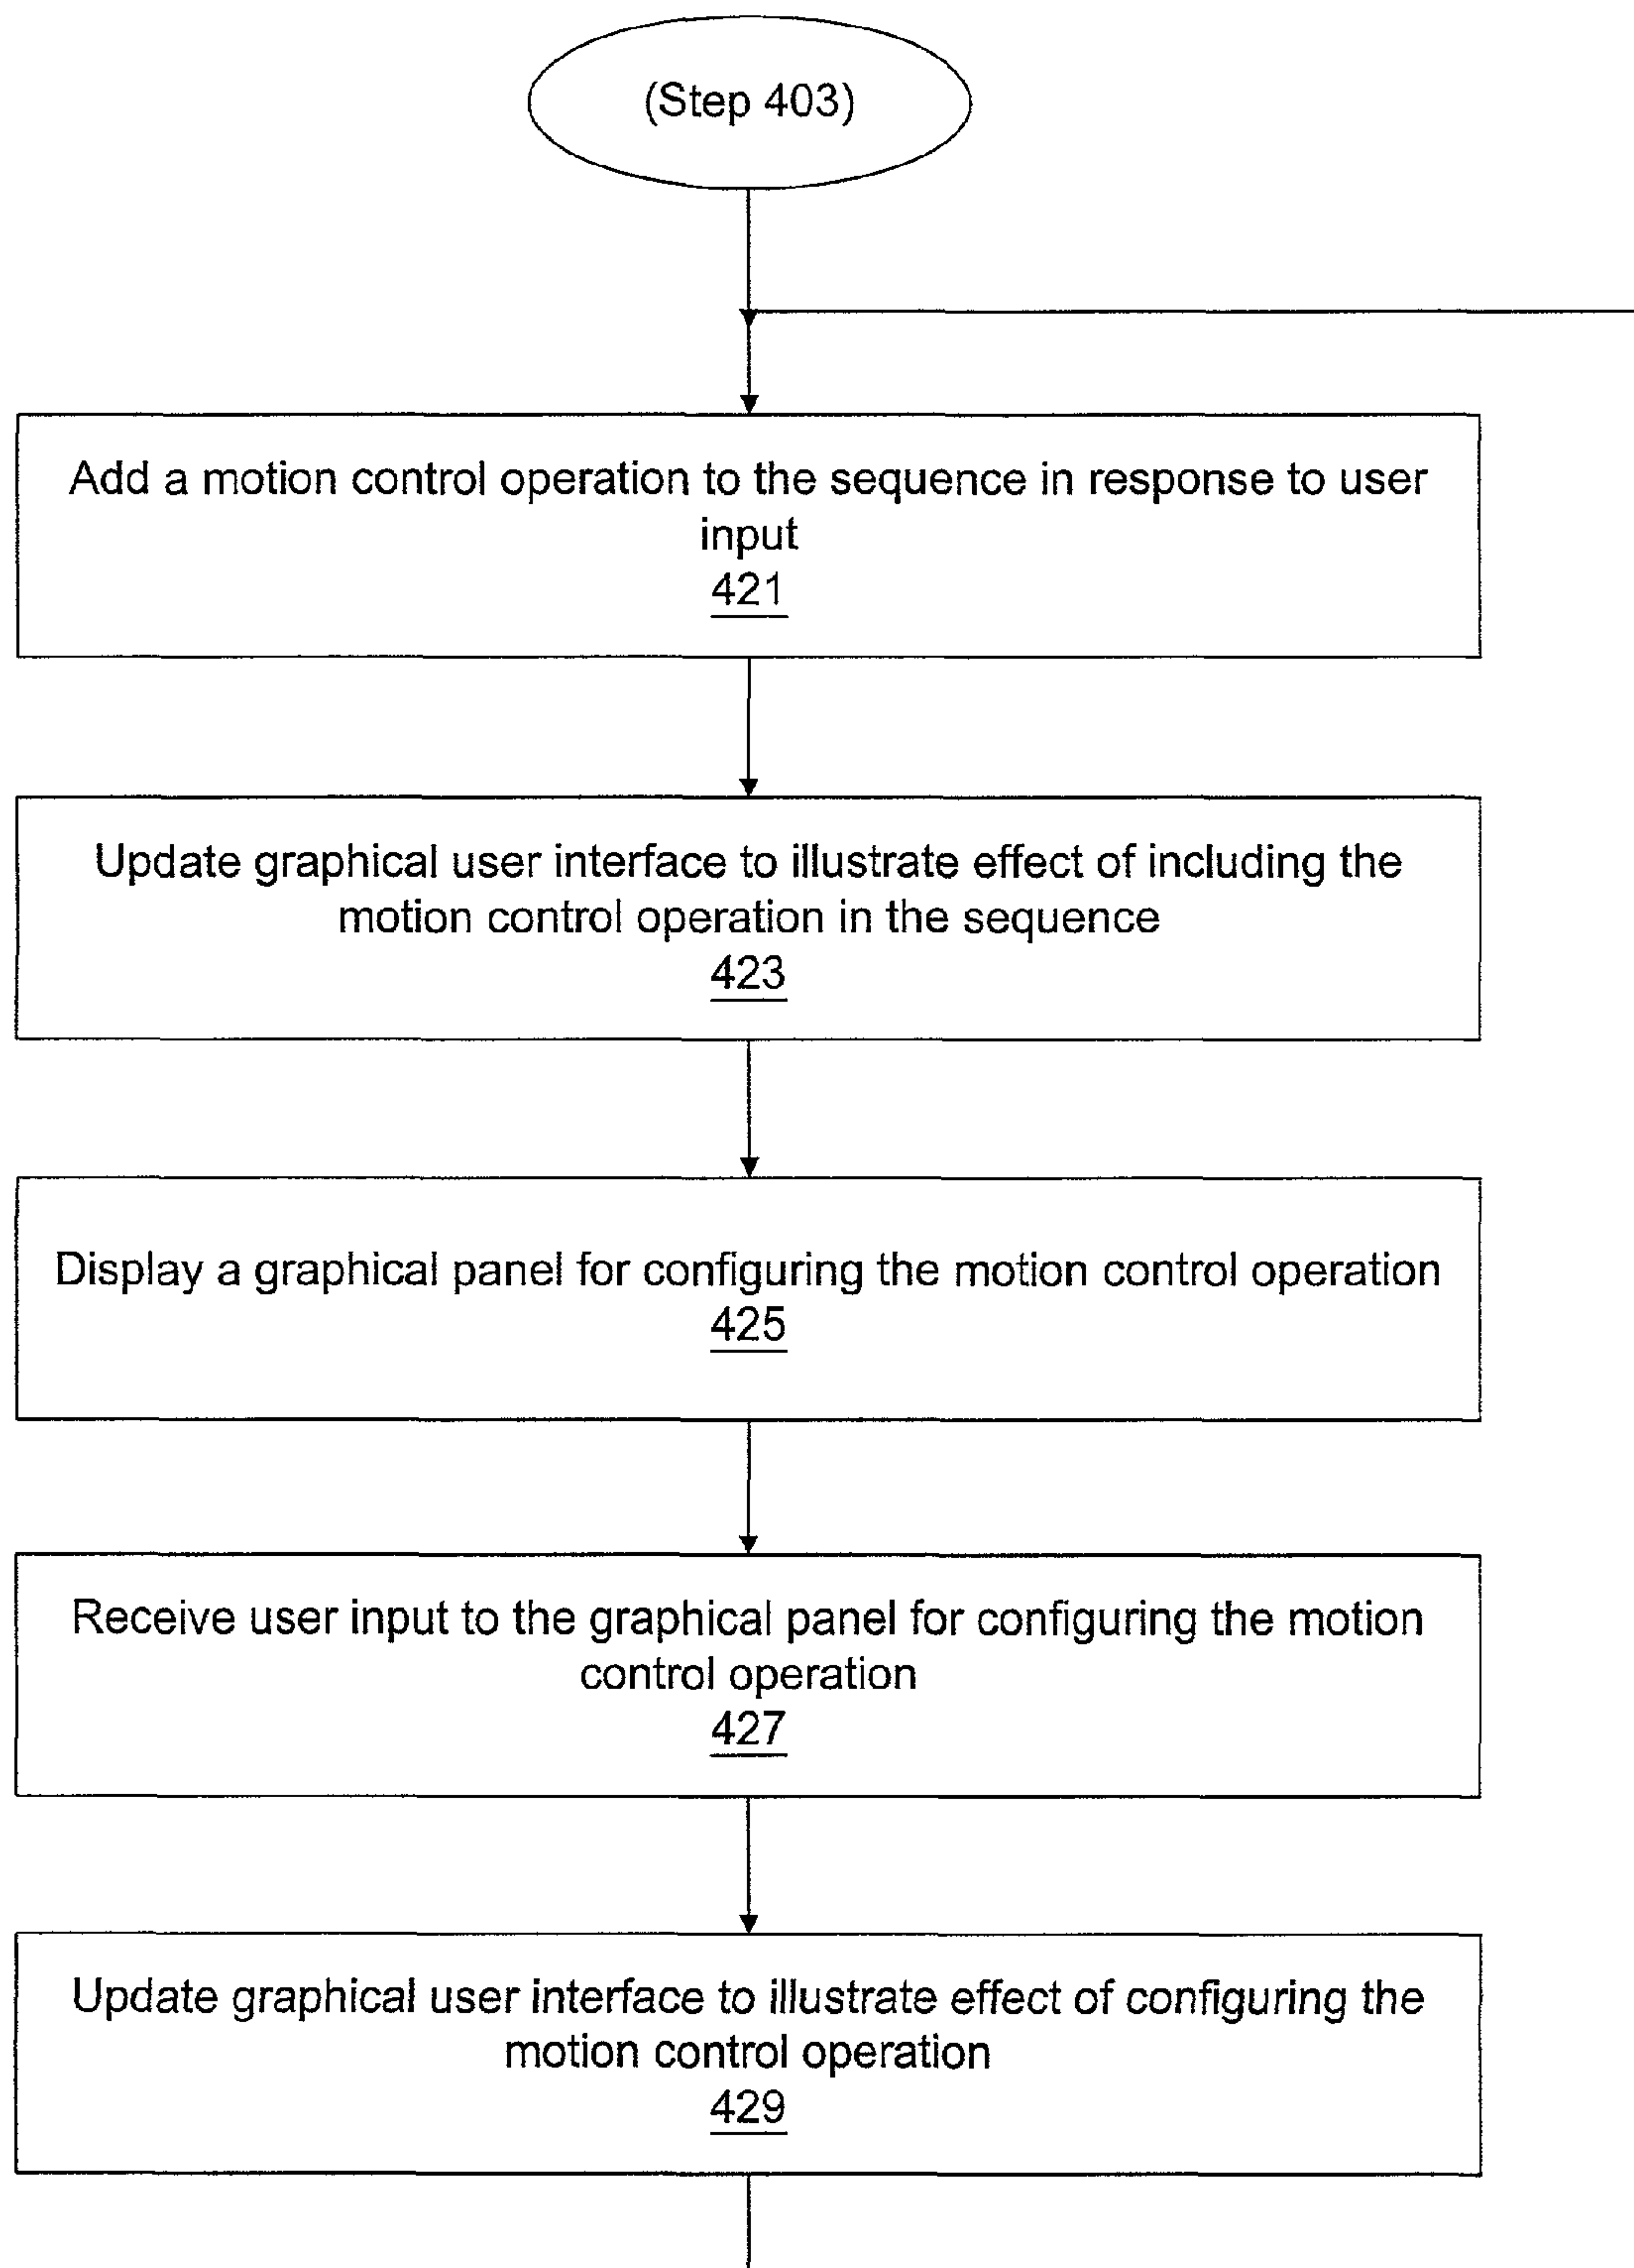 (Step 403)
Add a motion control operation to the sequence in response to user
input
421
Update graphical user interface to illustrate effect of including the
motion control operation in the sequence
423
Display a graphical panel for configuring the motion control operation
425
Receive user input to the graphical panel for configuring the motion
control operation
427
Update graphical user interface to illustrate effect of configuring the
motion control operation
429